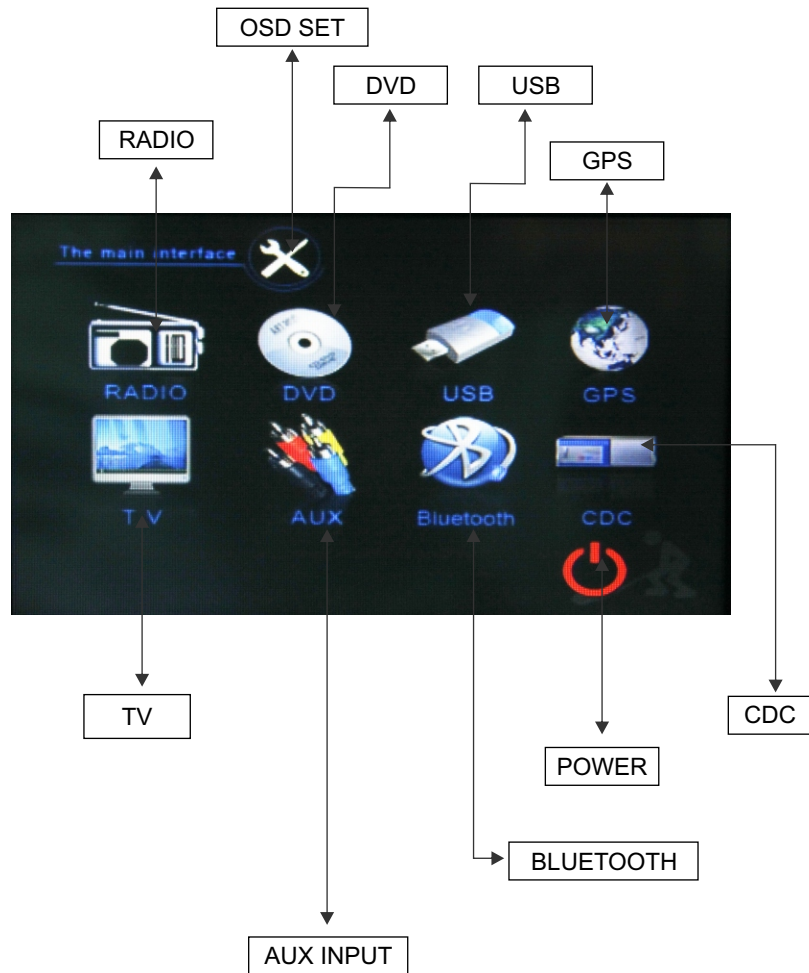 OSD SET
DVD
USB
RADIO
GPS
The main interface
RADIO
DVD
USB
GPS
T V
AUX
Bluetooth
CDC
TV
CDC
POWER
BLUETOOTH
AUX INPUT